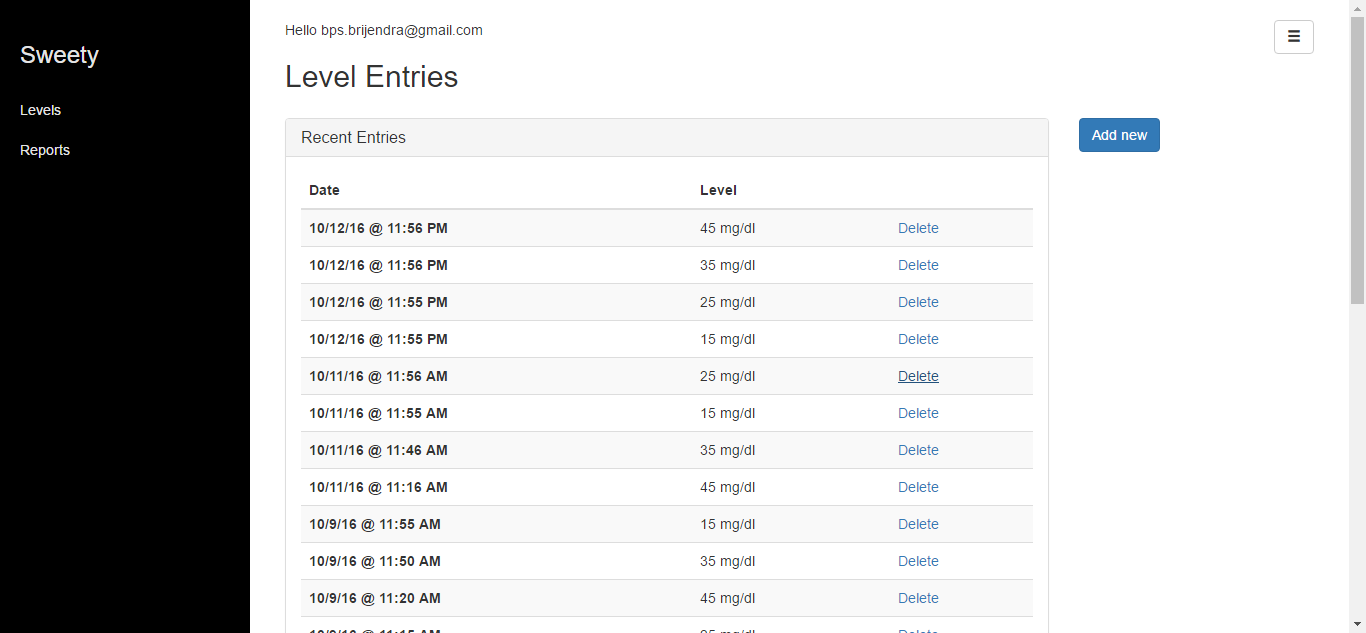 Sweety
Levels
Reports
Hello bps.brijendra@gmail.com
Level Entries
Recent Entries
Add new
Date Level
10/12/16 @ 11:56 PM 45 mg/dl Delete
10/12/16 @ 11:56 PM 35 mg/dl Delete
10/12/16 @ 11:55 PM 25 mg/dl Delete
10/12/16 @ 11:55 PM 15 mg/dl Delete
10/11/16 @ 11:56 AM 25 mg/dl Delete
10/11/16 @ 11:55 AM 15 mg/dl Delete
10/11/16 @ 11:46 AM 35 mg/dl Delete
10/11/16 @ 11:16 AM 45 mg/dl Delete
10/9/16 @ 11:55 AM 15 mg/dl Delete
10/9/16 @ 11:50 AM 35 mg/dl Delete
10/9/16 @ 11:20 AM 45 mg/dl Delete